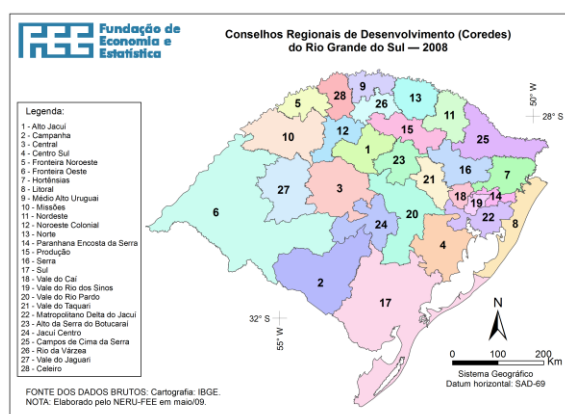 FEE
Fundação de
Economia e
Estatística
Conselhos Regionais de Desenvolvimento (Coredes)
do Rio Grande do Sul — 2008
Legenda:
1 - Alto Jacuí
2 - Campanha
3 - Central
4 - Centro Sul
5 - Fronteira Noroeste
6 - Fronteira Oeste
7 - Hortênsias
8 - Litoral
9 - Médio Alto Uruguai
10 - Missões
11 - Nordeste
12 - Noroeste Colonial
13 - Norte
14 - Paranhana Encosta da Serra
15 - Produção
16 - Serra
17 - Sul
18 - Vale do Caí
19 - Vale do Rio dos Sinos
20 - Vale do Rio Pardo
21 - Vale do Taquari
22 - Matropolitano Delta do Jacuí
23 - Alto da Serra do Botucaraí
24 - Jacuí Centro
25 - Campos de Cima da Serra
26 - Rio da Várzea
27 - Vale do Jaguari
28 - Celeiro
9
28
26
13
5
50° W
28° S
11
12
15
10
25
1
23
16
7
21
27
3
18
14
19
20
22
6
24
8
4
2
17
32° S
55° W
N
0
100
200
Km
Sistema Geográfico
Datum horizontal: SAD-69
FONTE DOS DADOS BRUTOS: Cartografia: IBGE.
NOTA: Elaborado pelo NERU-FEE em maio/09.